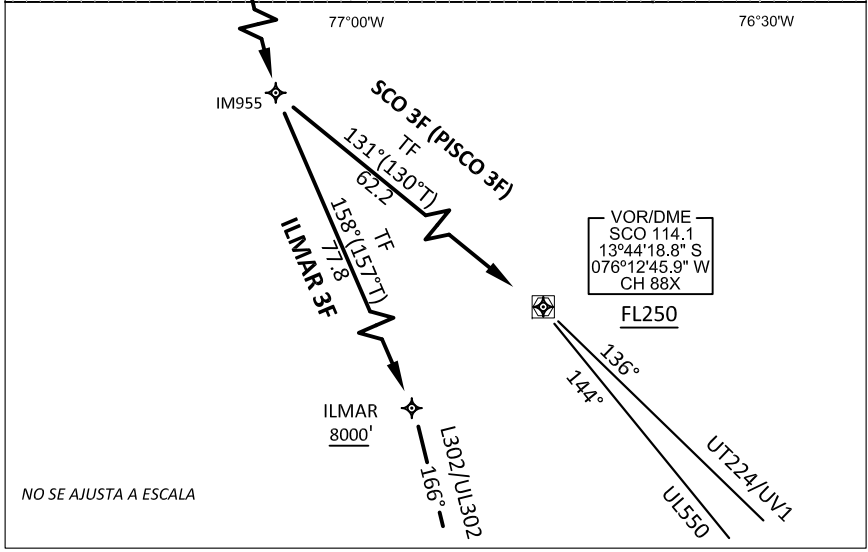 77°00'W
76°30'W
IM955
SCO 3F (PISCO 3F)
TF
131°(130°T)
62.2
158°(157°T)
TF
77.8
ILMAR 3F
VOR/DME
SCO 114.1
13º44'18.8" S
076º12'45.9" W
CH 88X
FL250
136°
144°
ILMAR
8000'
L302/UL302
166°
UT224/UV1
UL550
NO SE AJUSTA A ESCALA